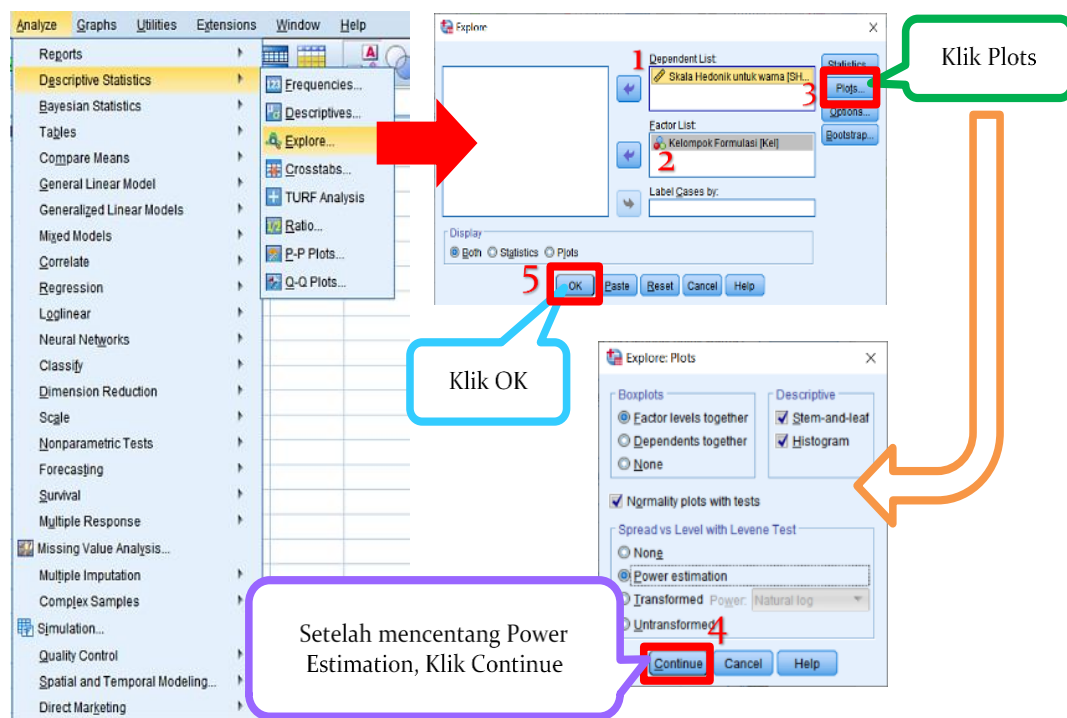 Analyze Graphs Utilities Extensions Window Help
Reports
Descriptive Statistics
Bayesian Statistics
Tables
Compare Means
General Linear Model
Generalized Linear Models
Mixed Models
Correlate
Regression
Loglinear
Neural Networks
Classify
Dimension Reduction
Scale
Nonparametric Tests
Forecasting
Survival
Multiple Response
Missing Value Analysis...
Multiple Imputation
Complex Samples
Simulation...
Quality Control
Spatial and Temporal Modeling...
Direct Marketing
A
Frequencies...
Descriptives...
Explore...
Crosstabs...
TURF Analysis
Ratio...
P-P Plots...
Q-Q Plots...
Explore
1
Dependent List:
Skala Hedonik untuk warna [SH...
Statistics...
3
Plots...
Options...
Bootstrap...
Factor List:
Kelompok Formulasi [Kel]
2
Label Cases by:
Display
Both Statistics Plots
5
OK Paste Reset Cancel Help
Klik Plots
Klik OK
Explore: Plots
Boxplots
Factor levels together
Dependents together
None
Descriptive
Stem-and-leaf
Histogram
Normality plots with tests
Spread vs Level with Levene Test
None
Power estimation
Transformed Power: Natural log
Untransformed
4
Continue Cancel Help
Setelah mencentang Power
Estimation, Klik Continue